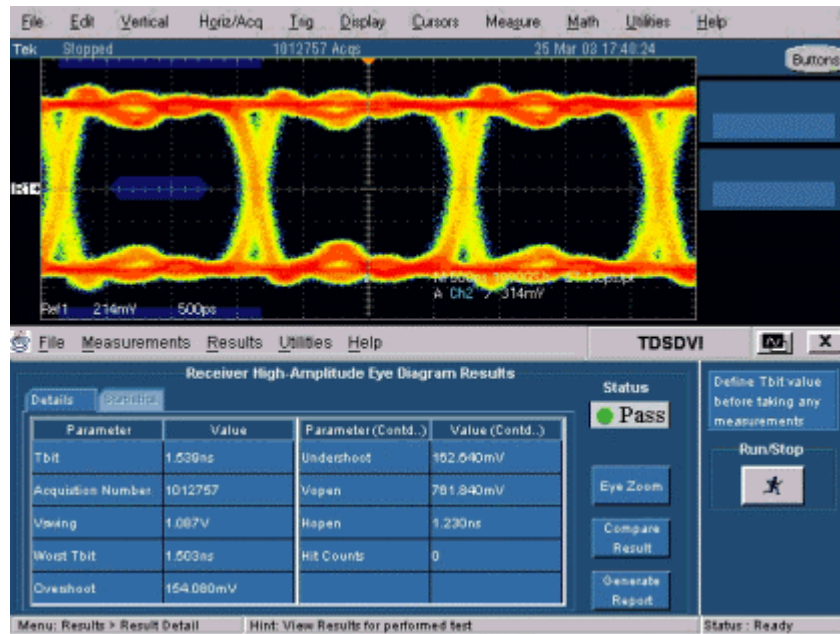 File Edit Vertical Horiz/Acq Trig Display Cursors Measure Math Utilities Help
Tek Stopped 1012757 Acqs 25 Mar 03 17:40:24
Buttons
Ref1 214mV 500ps
A Ch2 314mV
File Measurements Results Utilities Help TDSDVI X
Receiver High-Amplitude Eye Diagram Results
Details Statistics
Status
Pass
Parameter Value Parameter(Contd..) Value (Contd..)
Tbit 1.539ns Undershoot 162.640mV
Acquistion Number 1012757 Vopen 781.840mV
Vswing 1.087V Hopen 1.230ns
Worst Tbit 1.503ns Hit Counts 0
Overshoot 154.080mV
Eye Zoom
Compare
Result
Generate
Report
Define Tbit value
before taking any
measurements
Run/Stop
Menu: Results > Result Detail Hint: View Results for performed test Status : Ready